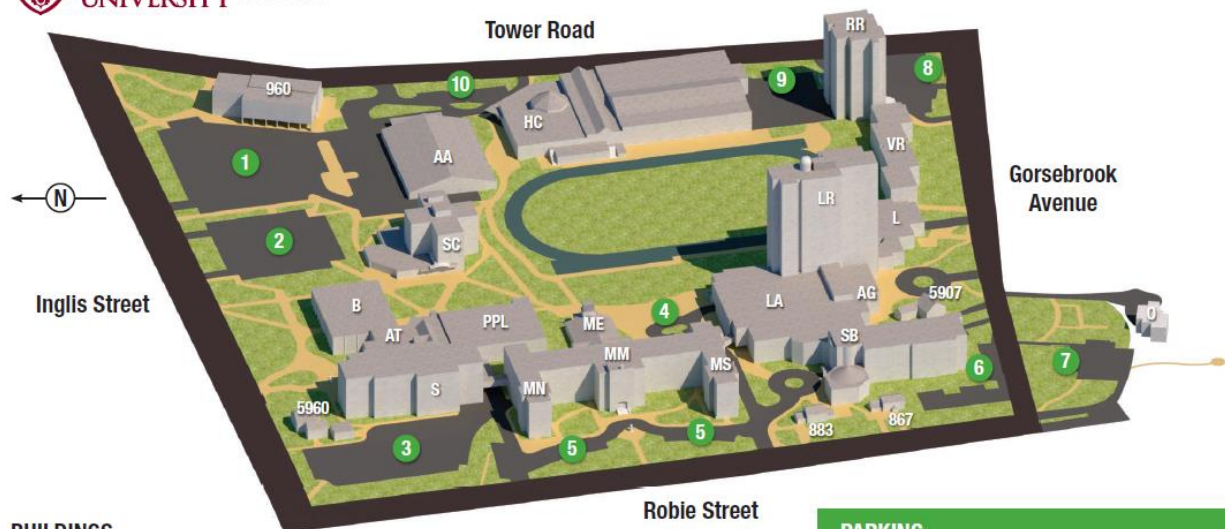 UNIVERSITY
Tower Road
RR
960
10
9
8
HC
AA
1
VR
Gorsebrook
Avenue
N
LR
L
SC
2
Inglis Street
B
LA
AG
5907
4
O
PPL
ME
AT
SB
MM
MS
7
6
S
MN
5960
883
867
3
5
5
Robie Street